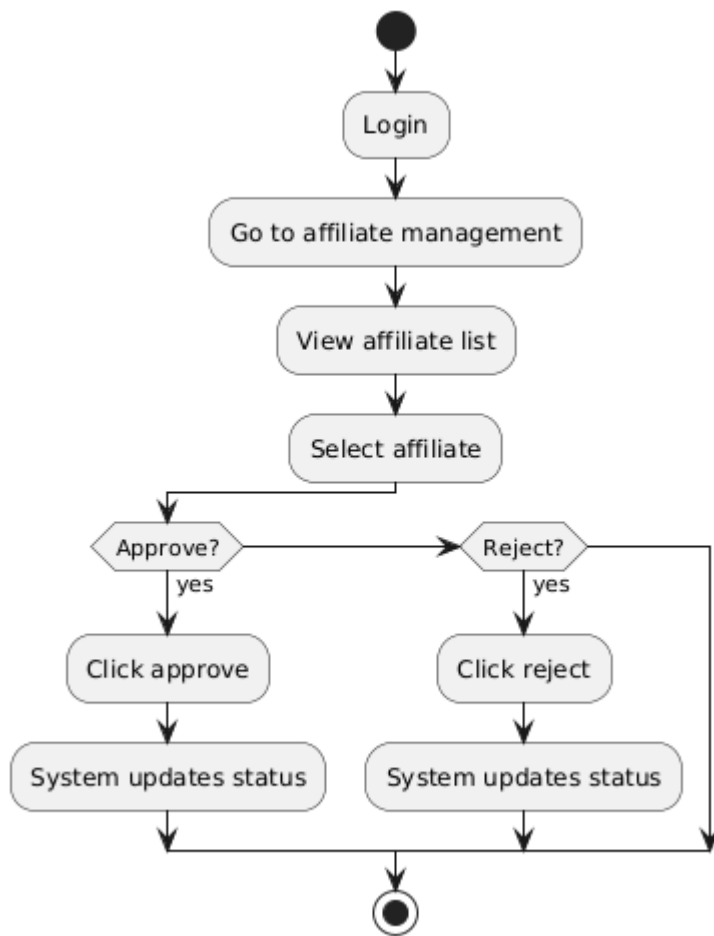 Login
Go to affiliate management
View affiliate list
Select affiliate
Approve?
yes
Click approve
System updates status
Reject?
yes
Click reject
System updates status